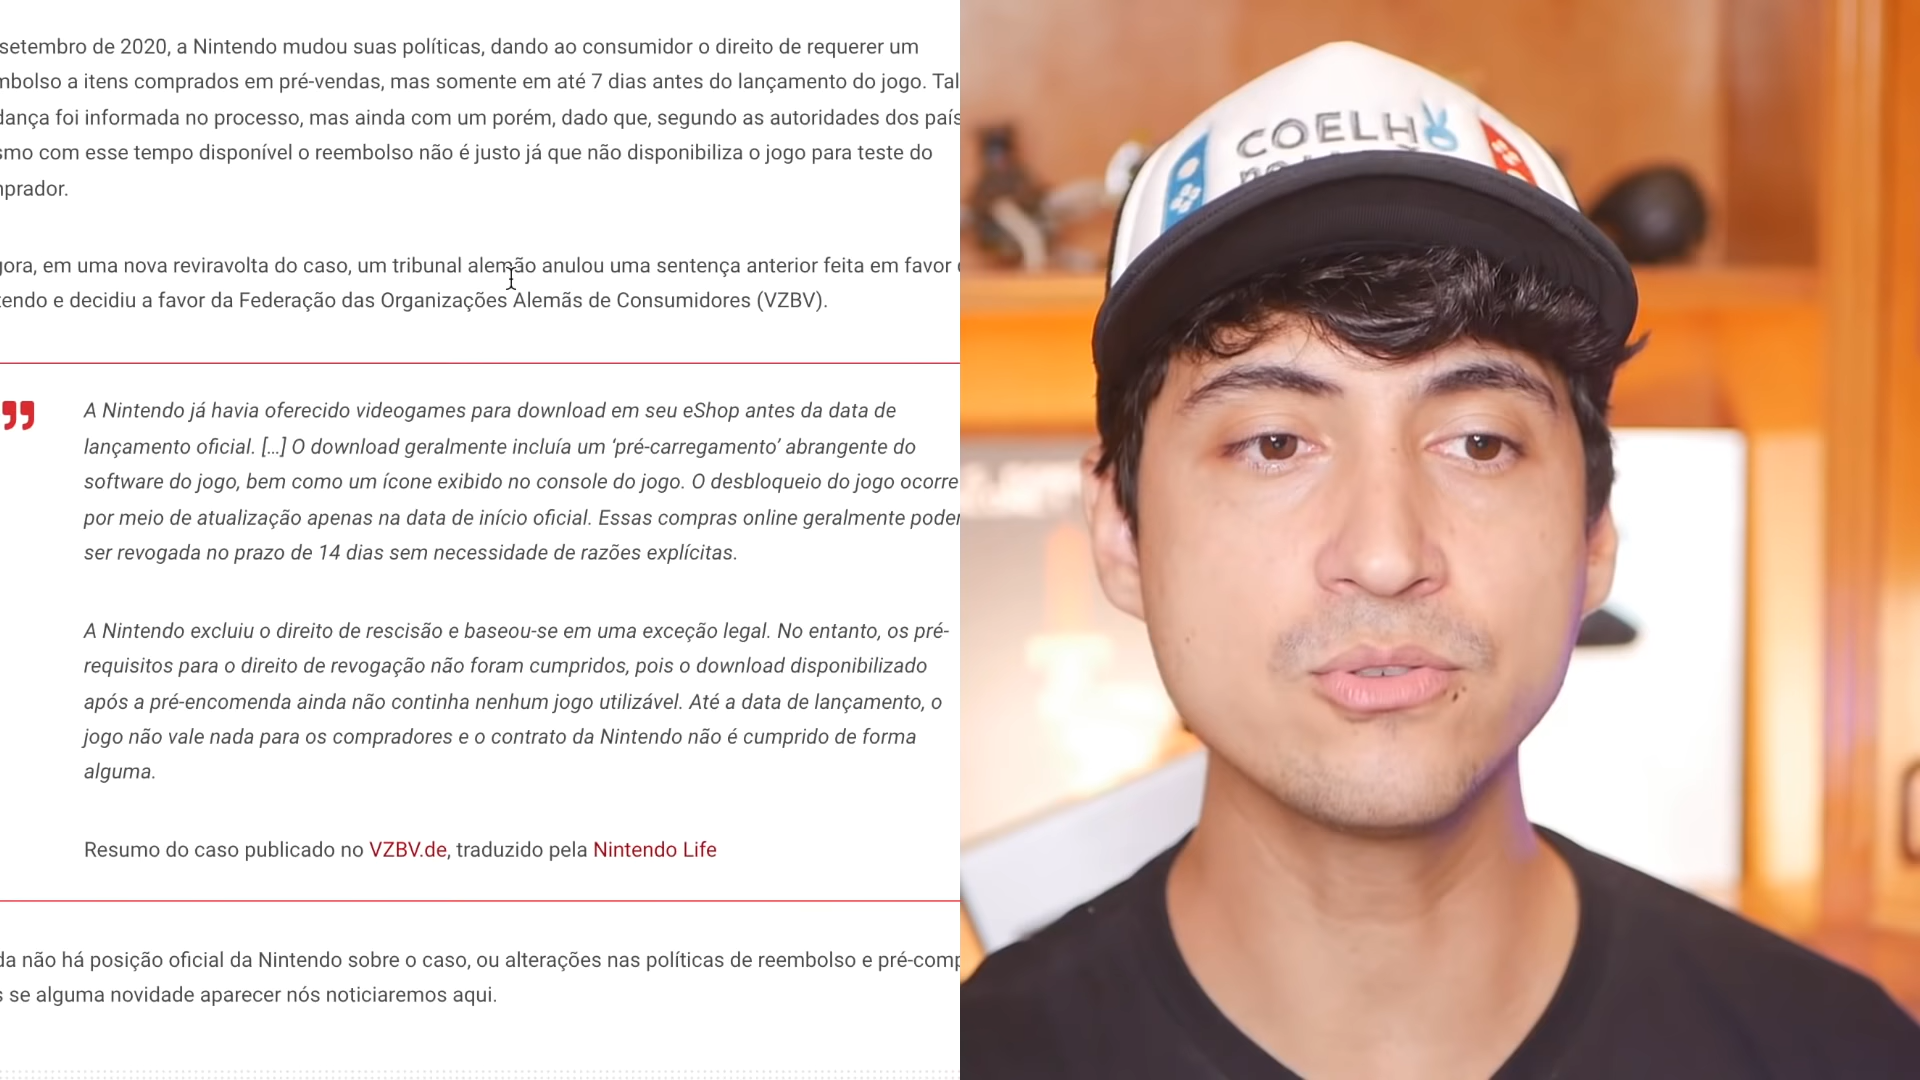 setembro de 2020, a Nintendo mudou suas políticas, dando ao consumidor o direito de requerer um
mbolso a itens comprados em pré-vendas, mas somente em até 7 dias antes do lançamento do jogo. Tal
dança foi informada no processo, mas ainda com um porém, dado que, segundo as autoridades dos país
smo com esse tempo disponível o reembolso não é justo já que não disponibiliza o jogo para teste do
mprador.
gora, em uma nova reviravolta do caso, um tribunal alemão anulou uma sentença anterior feita em favor
tendo e decidiu a favor da Federação das Organizações Alemãs de Consumidores (VZBV).
A Nintendo já havia oferecido videogames para download em seu eShop antes da data de
lançamento oficial. [...] O download geralmente incluía um ‘pré-carregamento’ abrangente do
software do jogo, bem como um ícone exibido no console do jogo. O desbloqueio do jogo ocorre
por meio de atualização apenas na data de início oficial. Essas compras online geralmente poder
ser revogada no prazo de 14 dias sem necessidade de razões explícitas.
A Nintendo excluiu o direito de rescisão e baseou-se em uma exceção legal. No entanto, os pré-
requisitos para o direito de revogação não foram cumpridos, pois o download disponibilizado
após a pré-encomenda ainda não continha nenhum jogo utilizável. Até a data de lançamento, o
jogo não vale nada para os compradores e o contrato da Nintendo não é cumprido de forma
alguma.
Resumo do caso publicado no VZBV.de, traduzido pela Nintendo Life
da não há posição oficial da Nintendo sobre o caso, ou alterações nas políticas de reembolso e pré-comp
s se alguma novidade aparecer nós noticiaremos aqui.
COELH